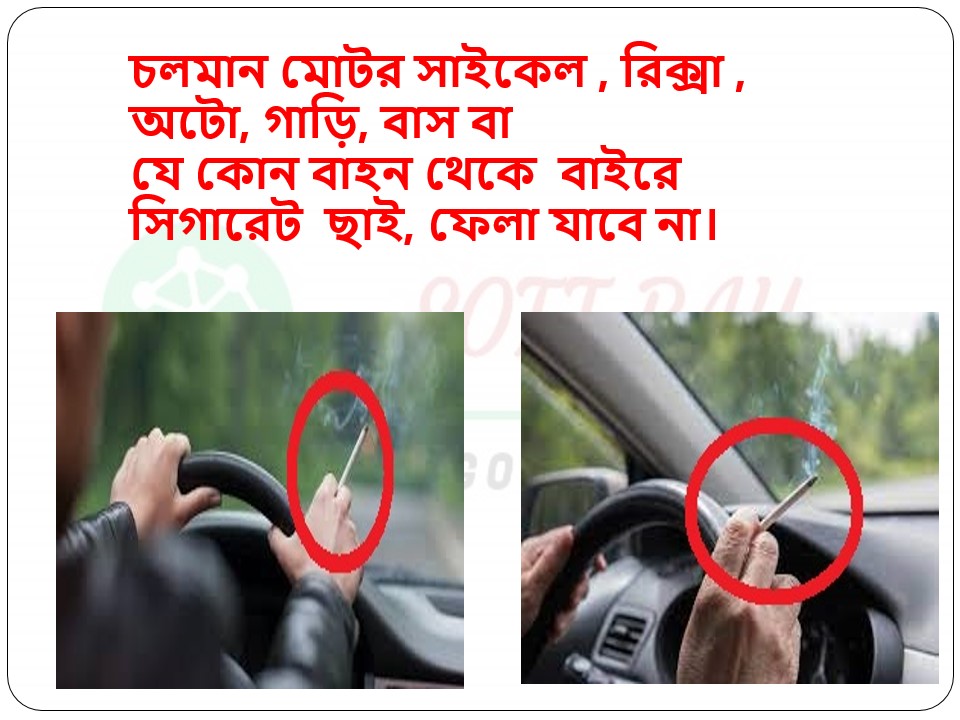 চলমান মোটর সাইকেল , রিক্সা ,
অটো, গাড়ি, বাস বা
যে কোন বাহন থেকে  বাইরে
সিগারেট  ছাই, ফেলা যাবে না।